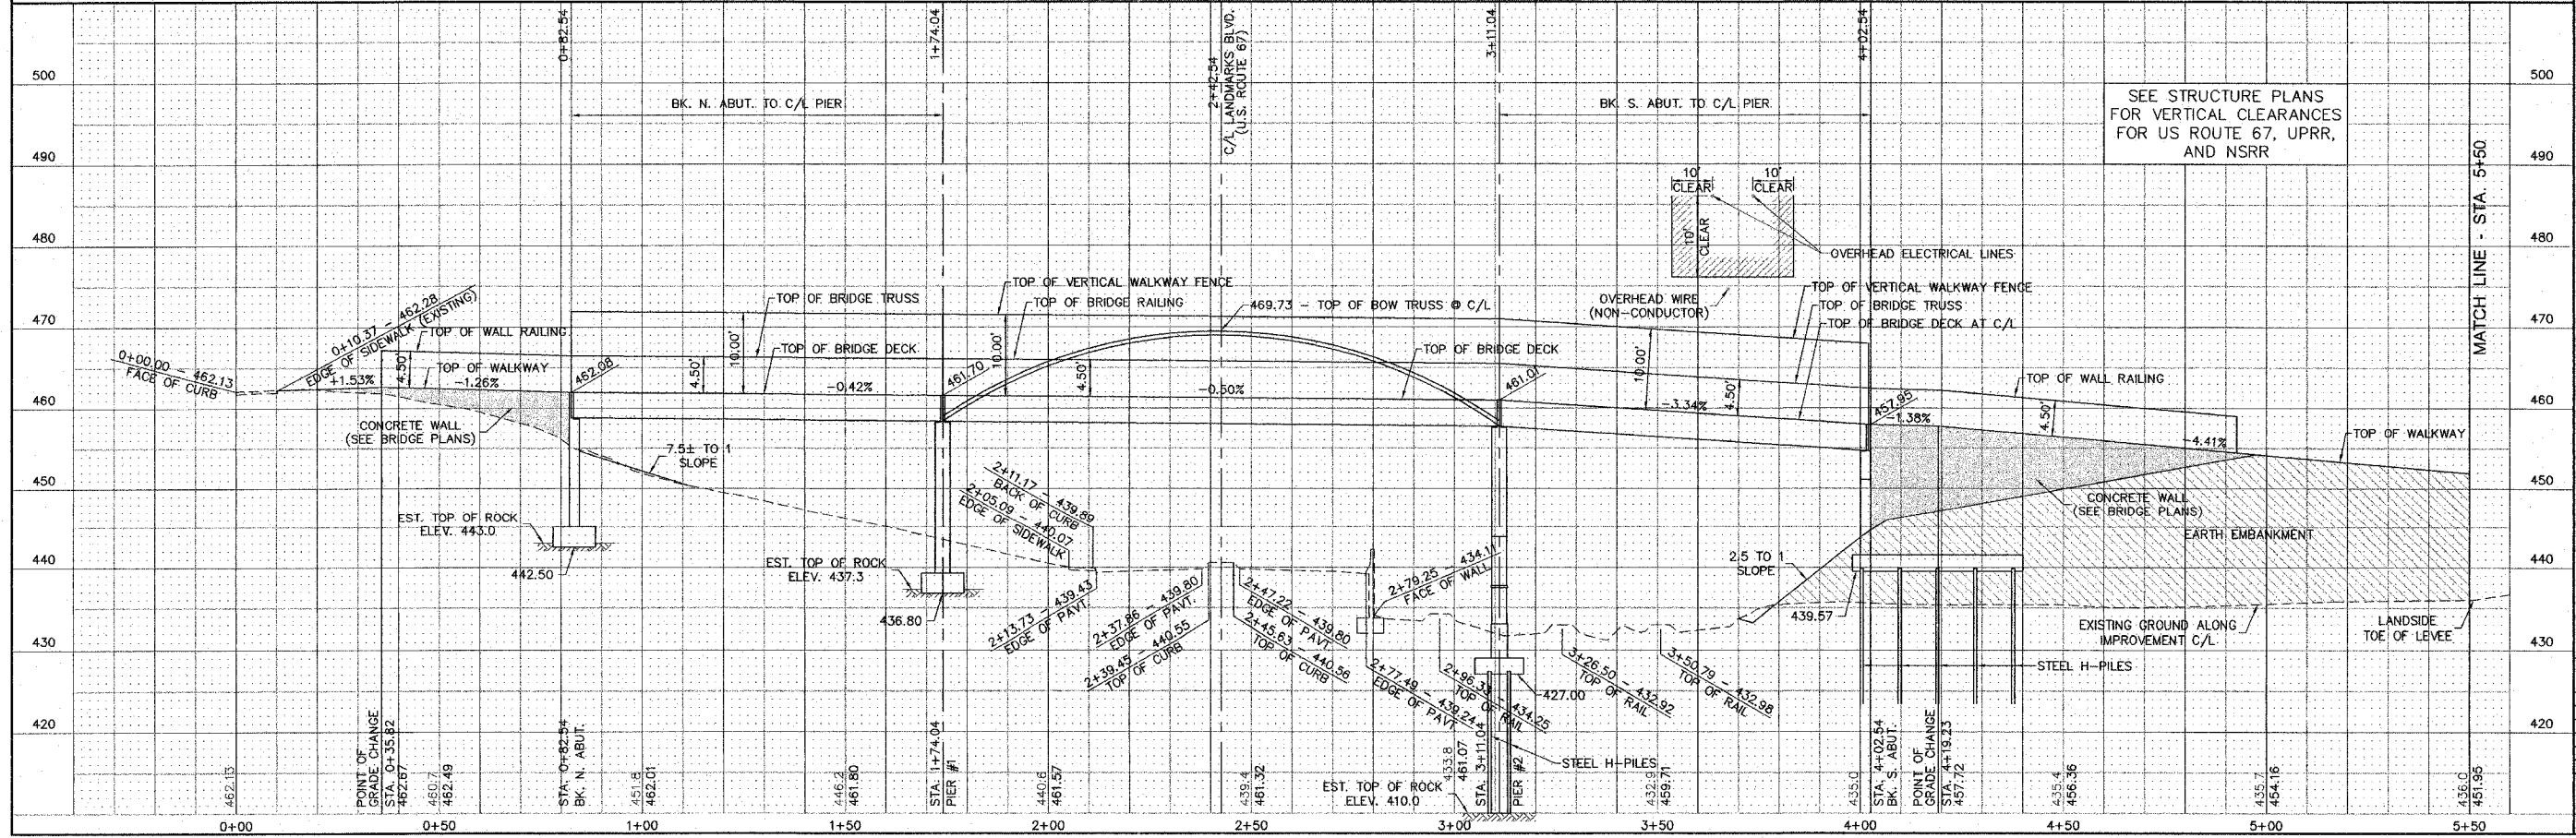 0+82.54
1+74.04
2+42.54
C/L LANDMARKS BLVD.
(U.S. ROUTE 67)
3+11.04
4+02.54
500
500
BK. N. ABUT. TO C/L PIER
BK. S. ABUT. TO C/L PIER
SEE STRUCTURE PLANS
FOR VERTICAL CLEARANCES
FOR US ROUTE 67, UPRR,
AND NSRR
490
490
10'
CLEAR
10'
CLEAR
10'
CLEAR
MATCH LINE - STA. 5+50
480
480
OVERHEAD ELECTRICAL LINES
OVERHEAD WIRE
(NON-CONDUCTOR)
TOP OF VERTICAL WALKWAY FENCE
TOP OF BRIDGE TRUSS
TOP OF BRIDGE DECK AT C/L
TOP OF VERTICAL WALKWAY FENCE
TOP OF BRIDGE RAILING
TOP OF BRIDGE TRUSS
469.73 - TOP OF BOW TRUSS @ C/L
470
470
0+10.37 - 462.28
EDGE OF SIDEWALK (EXISTING)
TOP OF WALL RAILING
0+00.00 - 462.13
FACE OF CURB
+1.53%
4.50'
TOP OF WALKWAY
-1.26%
462.08
4.50'
10.00'
TOP OF BRIDGE DECK
-0.42%
461.70
10.00'
4.50'
-0.50%
TOP OF BRIDGE DECK
461.01
10.00'
-3.34%
4.50'
457.95
-1.38%
TOP OF WALL RAILING
4.50'
-4.41%
TOP OF WALKWAY
460
460
CONCRETE WALL
(SEE BRIDGE PLANS)
7.5± TO 1
SLOPE
450
450
CONCRETE WALL
(SEE BRIDGE PLANS)
EARTH EMBANKMENT
EST. TOP OF ROCK
ELEV. 443.0
442.50
2+11.17 - 439.89
BACK OF CURB
2+05.09 - 440.07
EDGE OF SIDEWALK
EST. TOP OF ROCK
ELEV. 437.3
436.80
440
440
2+13.73 - 439.43
EDGE OF PAVT.
2+37.86 - 439.80
EDGE OF PAVT.
2+39.45 - 440.55
TOP OF CURB
2+47.22 - 439.80
EDGE OF PAVT.
2+45.63 - 440.56
TOP OF CURB
2+79.25 - 434.11
FACE OF WALL
2+77.49 - 439.24
EDGE OF PAVT
2+96.33 - 434.25
TOP OF RAIL
427.00
3+26.50 - 432.92
TOP OF RAIL
3+50.79 - 432.98
TOP OF RAIL
2.5 TO 1
SLOPE
439.57
EXISTING GROUND ALONG
IMPROVEMENT C/L
LANDSIDE
TOE OF LEVEE
430
430
STEEL H-PILES
STEEL H-PILES
420
420
EST. TOP OF ROCK
ELEV. 410.0
462.13
POINT OF
GRADE CHANGE
STA. 0+35.82
462.67
460.7
462.49
STA. 0+82.54
BK. N. ABUT.
451.8
462.01
446.2
461.80
STA. 1+74.04
PIER #1
440.6
461.57
439.4
461.32
433.8
461.07
STA. 3+11.04
PIER #2
432.9
459.71
435.0
STA. 4+02.54
BK. S. ABUT.
POINT OF
GRADE CHANGE
STA. 4+19.23
457.72
435.4
456.36
435.7
454.16
436.0
451.95
0+00
0+50
1+00
1+50
2+00
2+50
3+00
3+50
4+00
4+50
5+00
5+50